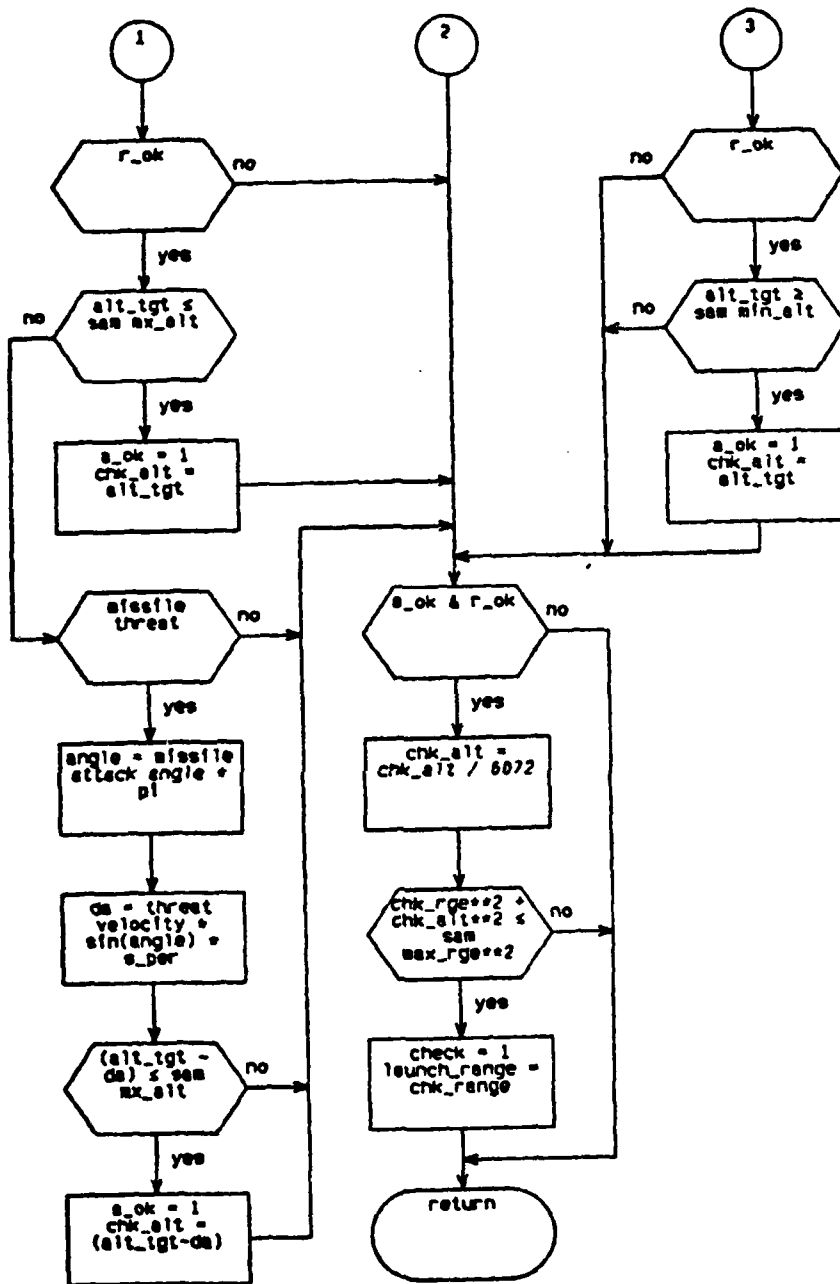 1
r_ok
no
yes
alt_tgt ≤
sam mx_alt
no
yes
a_ok = 1
chk_alt =
alt_tgt
missile
threat
no
yes
angle = missile
attack angle *
pi
da = threat
velocity *
sin(angle) *
s_per
(alt_tgt -
da) ≤ sam
mx_alt
no
yes
a_ok = 1
chk_alt =
(alt_tgt-da)
2
a_ok & r_ok
no
yes
chk_alt =
chk_alt / 6072
chk_rge**2 +
chk_alt**2 ≤
sam
max_rge**2
no
yes
check = 1
launch_range =
chk_range
return
3
r_ok
no
yes
alt_tgt ≥
sam min_alt
no
yes
a_ok = 1
chk_alt =
alt_tgt